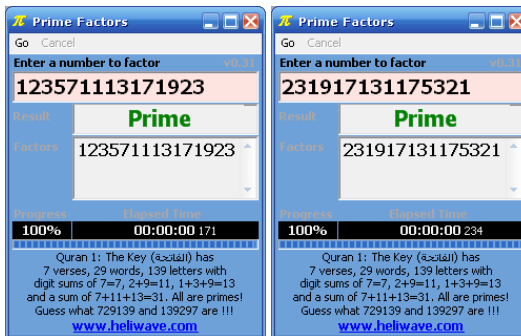 Prime Factors
Go Cancel
Enter a number to factor v0.31
123571113171923
Result Prime
Factors 123571113171923
Progress Elapsed Time
100% 00:00:00 171
Quran 1: The Key (الفاتحة) has
7 verses, 29 words, 139 letters with
digit sums of 7=7, 2+9=11, 1+3+9=13
and a sum of 7+11+13=31. All are primes!
Guess what 729139 and 139297 are !!!
www.heliwave.com
Prime Factors
Go Cancel
Enter a number to factor v0.31
231917131175321
Result Prime
Factors 231917131175321
Progress Elapsed Time
100% 00:00:00 234
Quran 1: The Key (الفاتحة) has
7 verses, 29 words, 139 letters with
digit sums of 7=7, 2+9=11, 1+3+9=13
and a sum of 7+11+13=31. All are primes!
Guess what 729139 and 139297 are !!!
www.heliwave.com